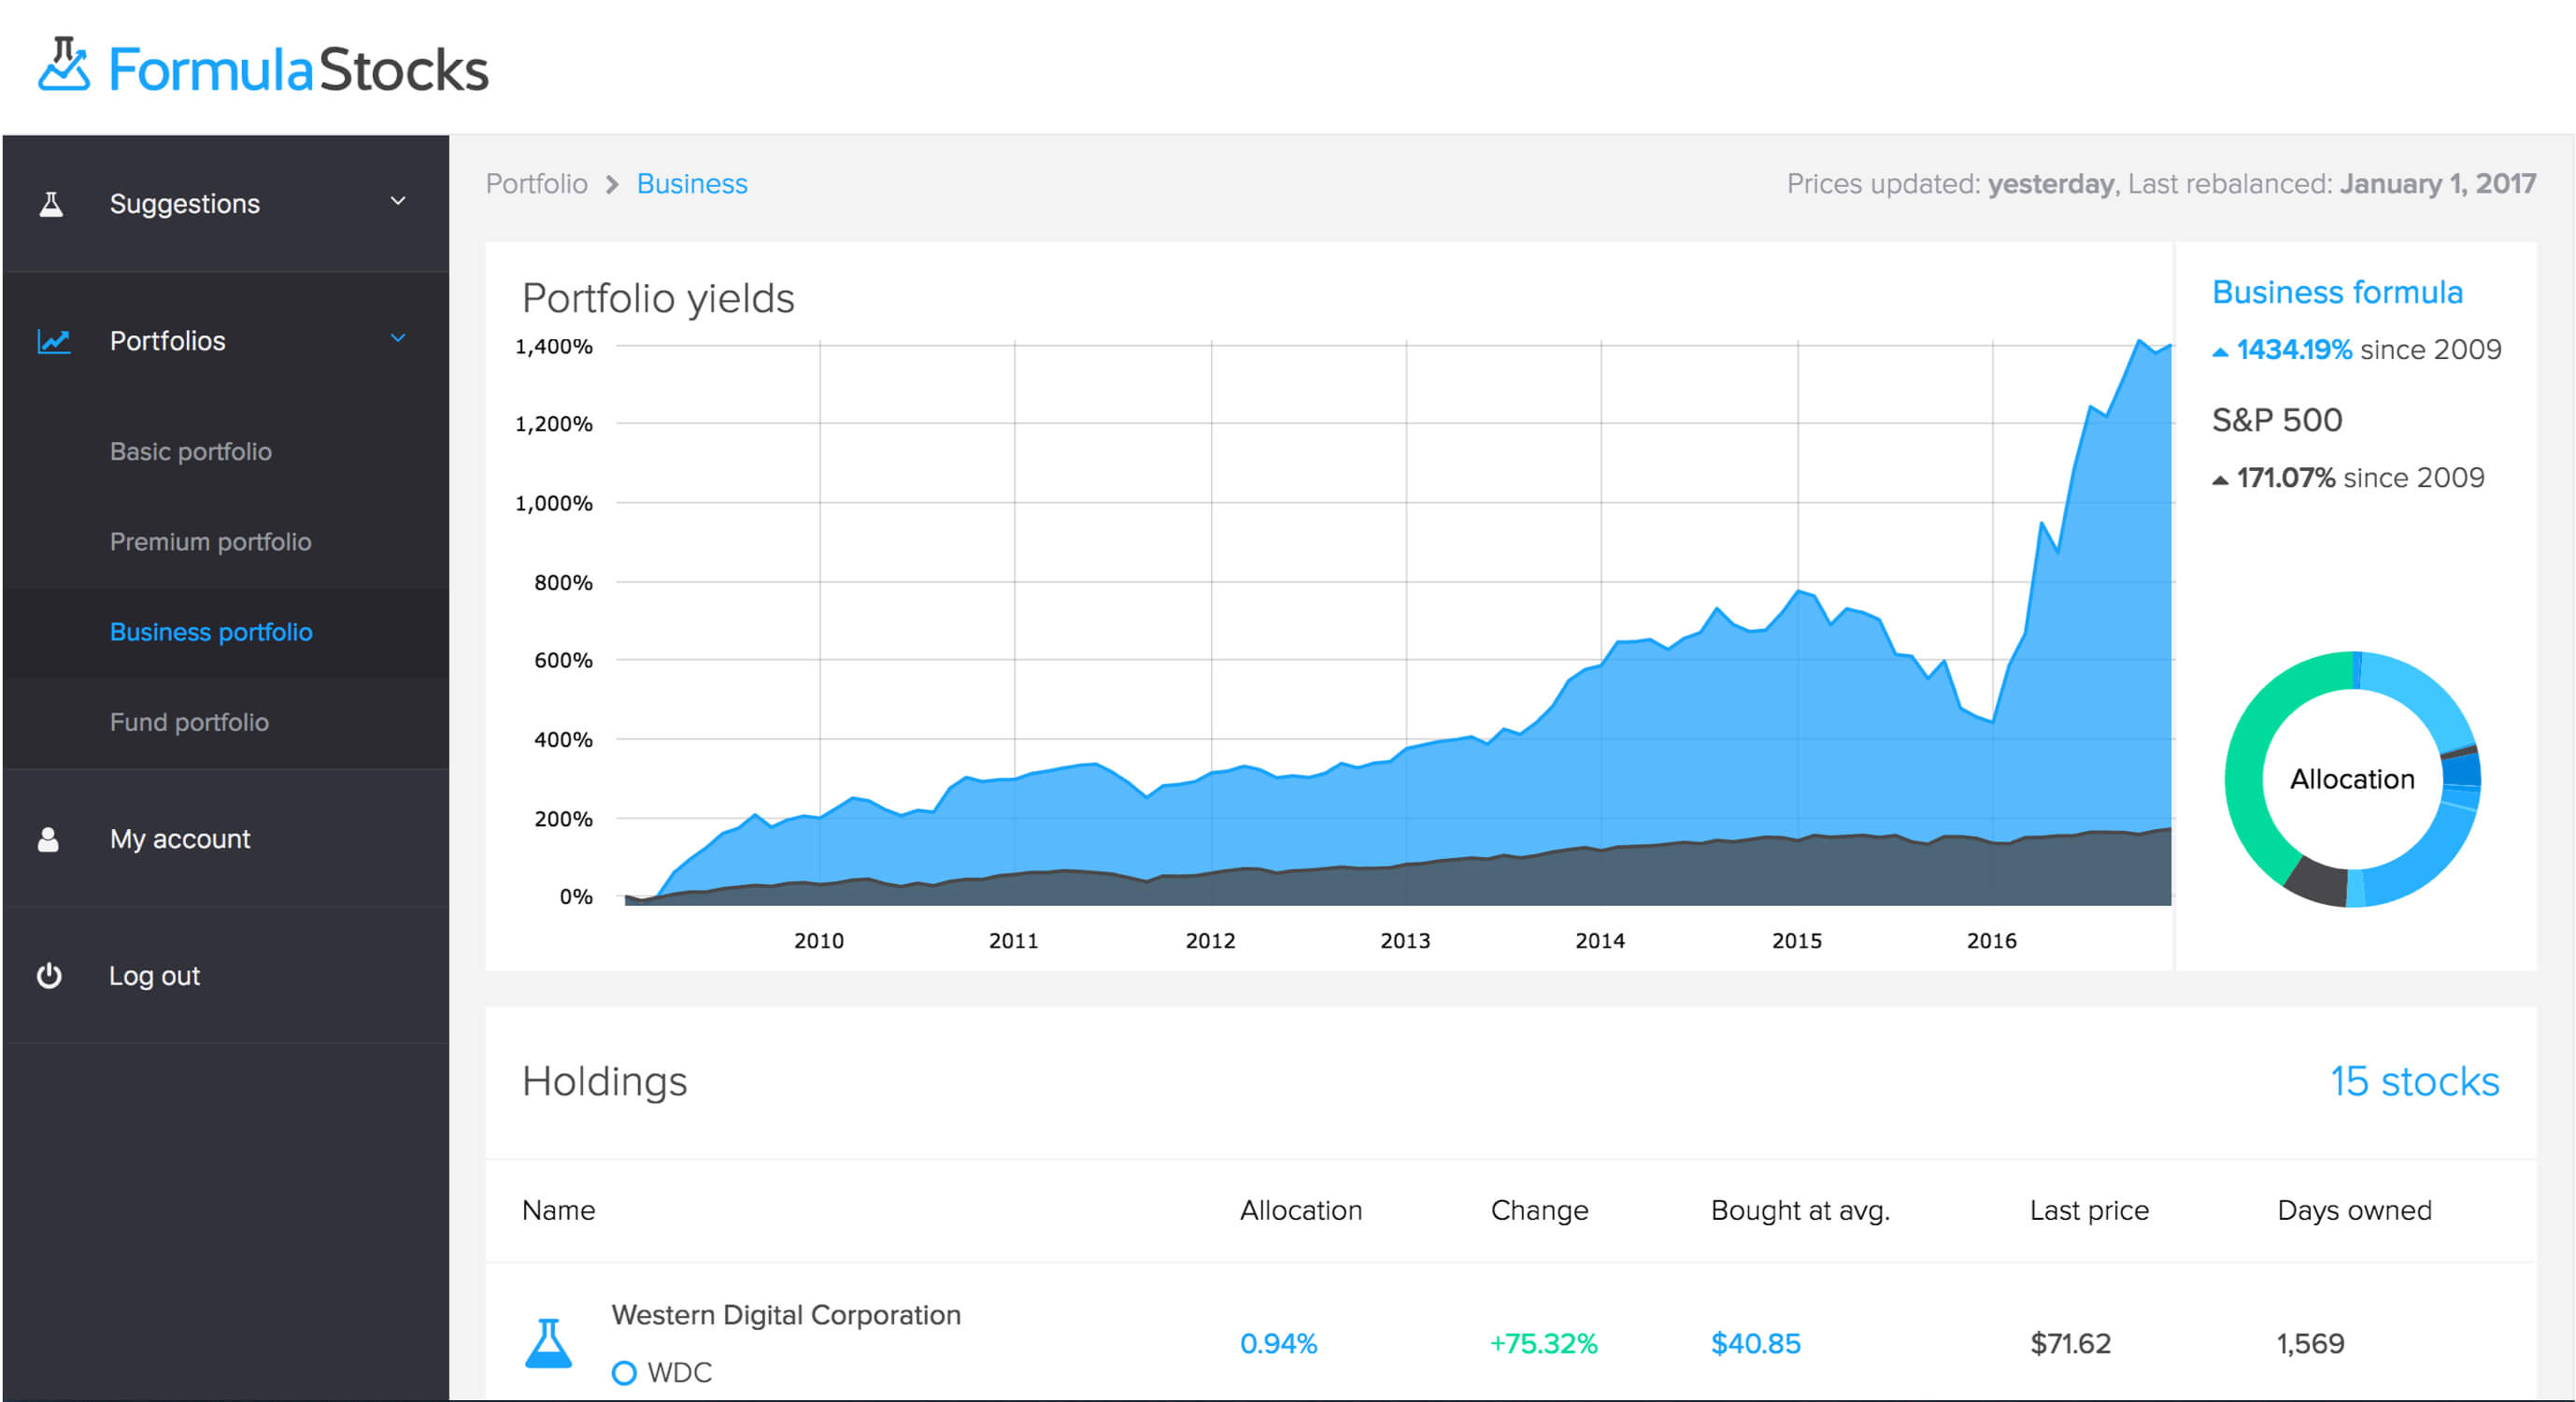 FormulaStocks
Suggestions
Portfolios
Basic portfolio
Premium portfolio
Business portfolio
Fund portfolio
My account
Log out
Portfolio > Business
Prices updated: yesterday, Last rebalanced: January 1, 2017
Portfolio yields
1,400%
1,200%
1,000%
800%
600%
400%
200%
0%
2010 2011 2012 2013 2014 2015 2016
Business formula
1434.19% since 2009
S&P 500
171.07% since 2009
Allocation
Holdings
15 stocks
Name Allocation Change Bought at avg. Last price Days owned
Western Digital Corporation
WDC
0.94% +75.32% $40.85 $71.62 1,569